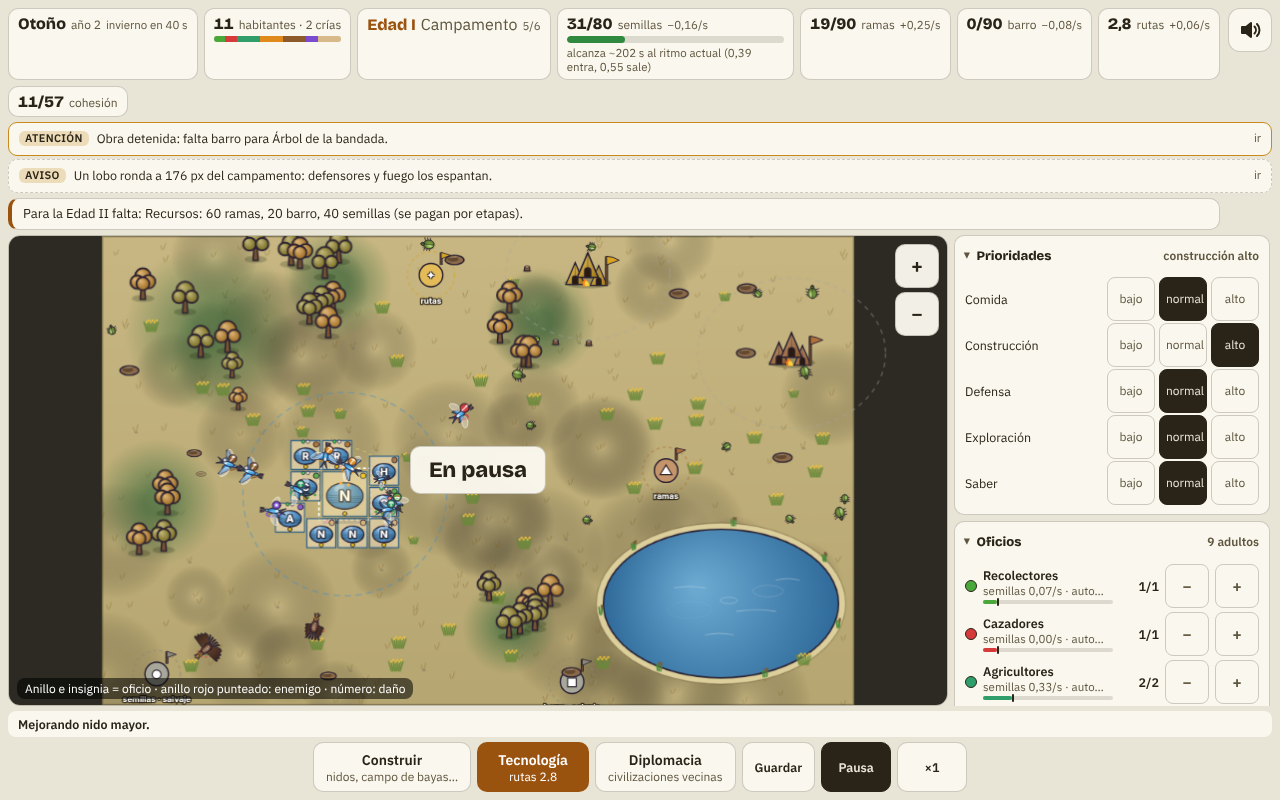 Otoño año 2 invierno en 40 s
11 habitantes · 2 crías
Edad I Campamento 5/6
31/80 semillas −0,16/s
alcanza ~202 s al ritmo actual (0,39
entra, 0,55 sale)
19/90 ramas +0,25/s
0/90 barro −0,08/s
2,8 rutas +0,06/s
11/57 cohesión
ATENCIÓN Obra detenida: falta barro para Árbol de la bandada. ir
AVISO Un lobo ronda a 176 px del campamento: defensores y fuego los espantan. ir
Para la Edad II falta: Recursos: 60 ramas, 20 barro, 40 semillas (se pagan por etapas).
rutas
+
−
R
H
N
A
N
N
N
En pausa
ramas
semillas · salvaje
Anillo e insignia = oficio · anillo rojo punteado: enemigo · número: daño
Prioridades construcción alto
Comida bajo normal alto
Construcción bajo normal alto
Defensa bajo normal alto
Exploración bajo normal alto
Saber bajo normal alto
Oficios 9 adultos
Recolectores 1/1 − +
semillas 0,07/s · auto...
Cazadores 1/1 − +
semillas 0,00/s · auto...
Agricultores 2/2 − +
semillas 0,33/s · auto...
Mejorando nido mayor.
Construir
nidos, campo de bayas...
Tecnología
rutas 2.8
Diplomacia
civilizaciones vecinas
Guardar
Pausa
×1